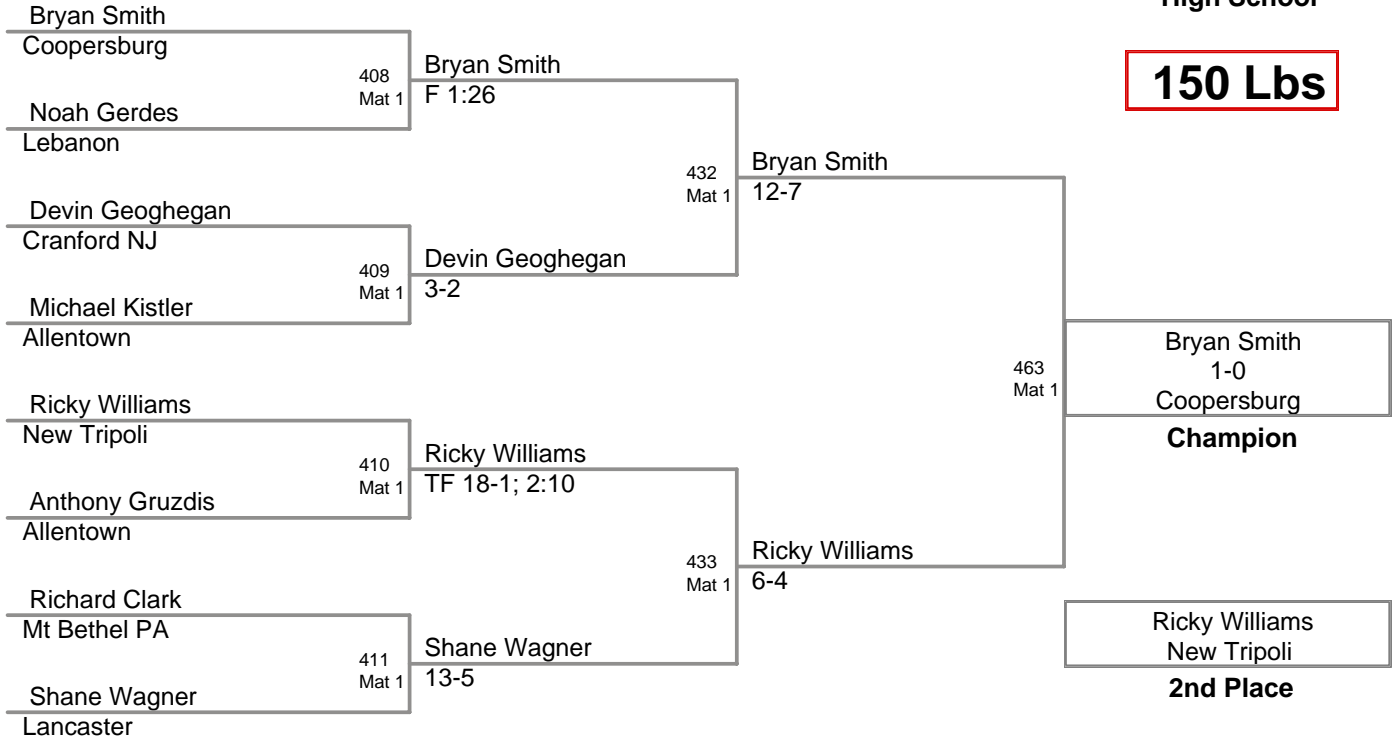 High School
150 Lbs
Bryan Smith
Coopersburg
408
Mat 1
Noah Gerdes
Lebanon
Devin Geoghegan
Cranford NJ
409
Mat 1
Michael Kistler
Allentown
Ricky Williams
New Tripoli
410
Mat 1
Anthony Gruzdis
Allentown
Richard Clark
Mt Bethel PA
411
Mat 1
Shane Wagner
Lancaster
Bryan Smith
F 1:26
432
Mat 1
Devin Geoghegan
3-2
Ricky Williams
TF 18-1; 2:10
433
Mat 1
Shane Wagner
13-5
Bryan Smith
12-7
463
Mat 1
Ricky Williams
6-4
Bryan Smith
1-0
Coopersburg
Champion
Ricky Williams
New Tripoli
2nd Place